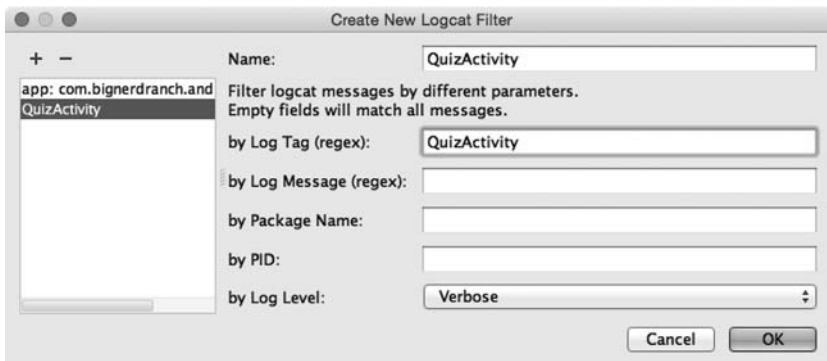 Create New Logcat Filter
+ −
Name: QuizActivity
app: com.bignerdranch.and
QuizActivity
Filter logcat messages by different parameters.
Empty fields will match all messages.
by Log Tag (regex): QuizActivity
by Log Message (regex):
by Package Name:
by PID:
by Log Level: Verbose
Cancel OK